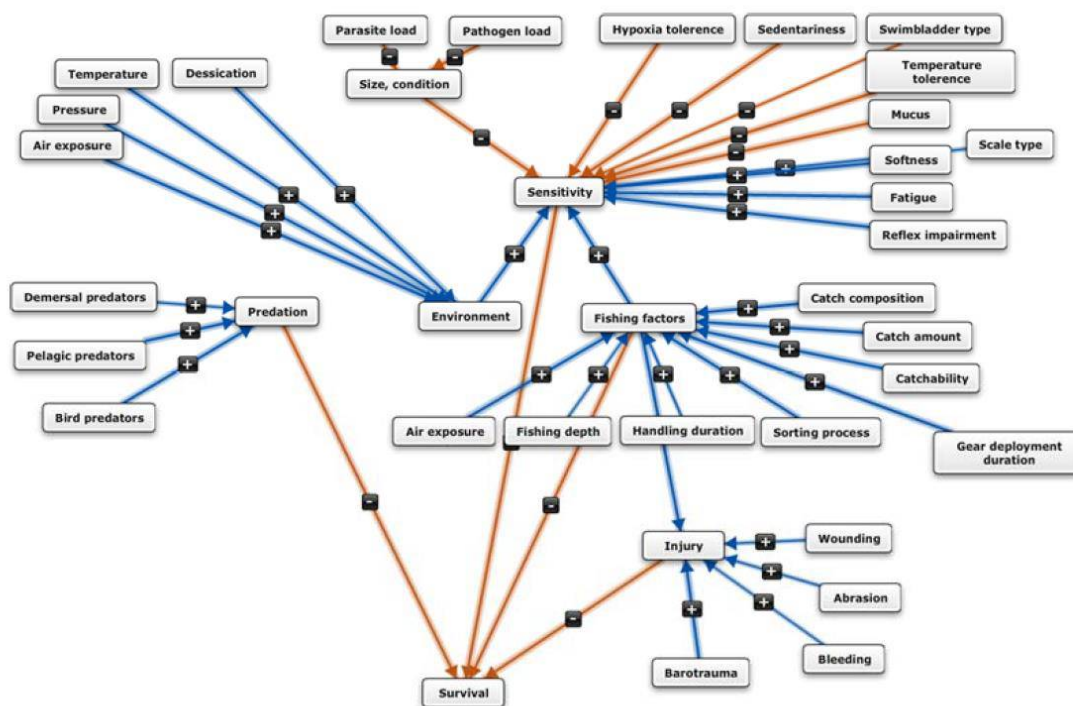 Parasite load
Pathogen load
Hypoxia tolerence
Sedentariness
Swimbladder type
Temperature
Dessication
Size, condition
Temperature
tolerence
Pressure
Mucus
Air exposure
Scale type
Softness
Sensitivity
Fatigue
Reflex impairment
Demersal predators
Predation
Environment
Fishing factors
Catch composition
Catch amount
Pelagic predators
Catchability
Bird predators
Air exposure
Fishing depth
Handling duration
Sorting process
Gear deployment
duration
Injury
Wounding
Abrasion
Bleeding
Barotrauma
Survival